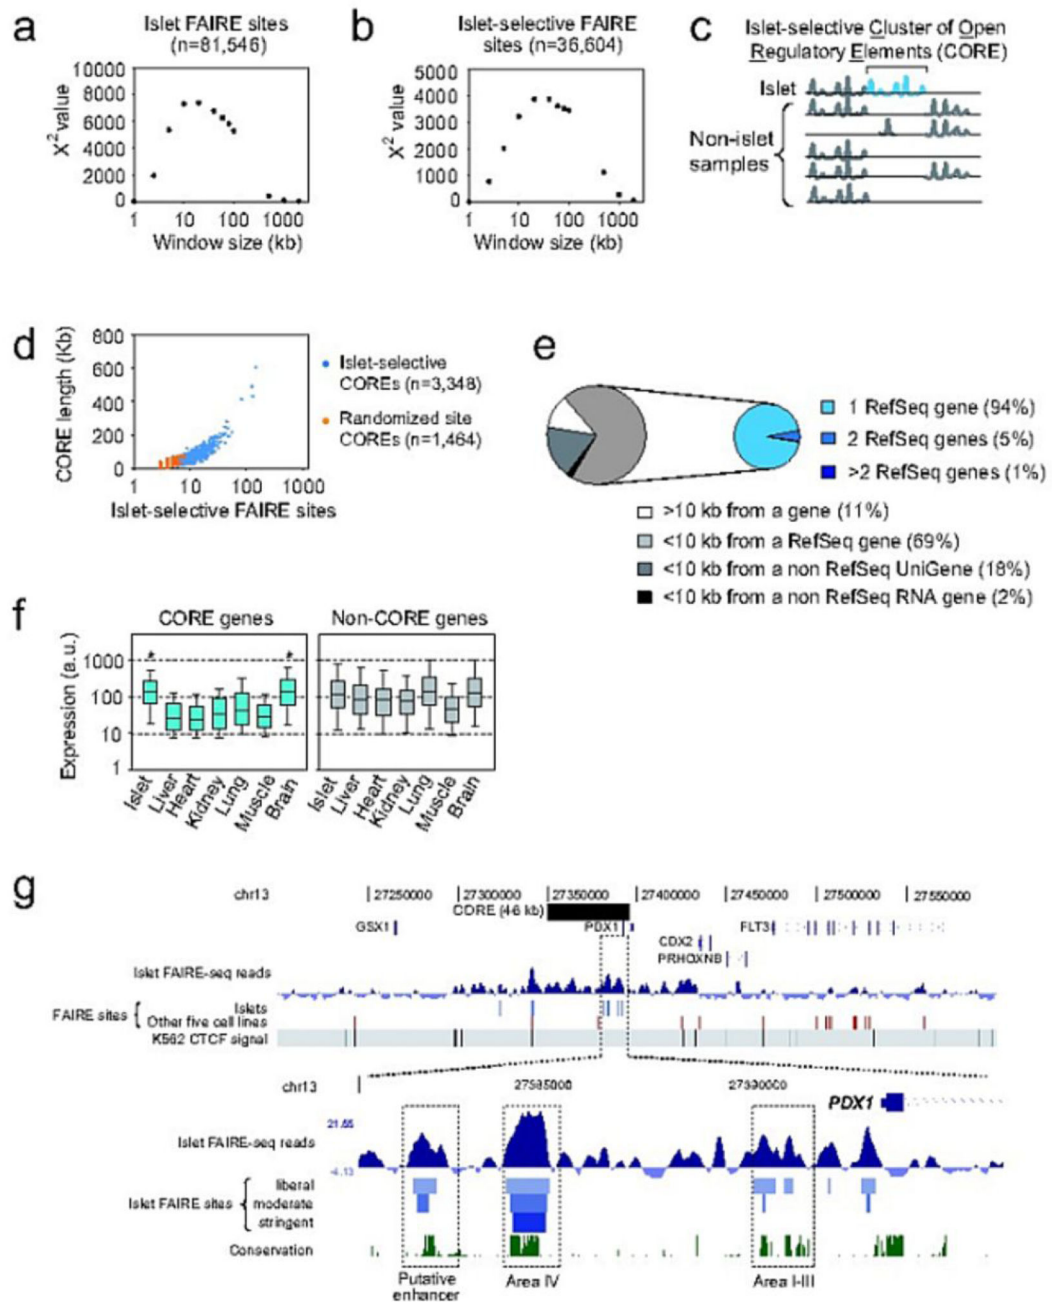 a
Islet FAIRE sites
(n=81,546)
X² value
10000
8000
6000
4000
2000
0
1
10
100
1000
Window size (kb)
b
Islet-selective FAIRE
sites (n=36,604)
X² value
5000
4000
3000
2000
1000
0
1
10
100
1000
Window size (kb)
c
Islet-selective Cluster of Open
Regulatory Elements (CORE)
Islet
Non-islet
samples
d
CORE length (Kb)
800
600
400
200
0
1
10
100
1000
Islet-selective FAIRE sites
Islet-selective
COREs (n=3,348)
Randomized site
COREs (n=1,464)
e
1 RefSeq gene (94%)
2 RefSeq genes (5%)
>2 RefSeq genes (1%)
>10 kb from a gene (11%)
<10 kb from a RefSeq gene (69%)
<10 kb from a non RefSeq UniGene (18%)
<10 kb from a non RefSeq RNA gene (2%)
f
CORE genes
Non-CORE genes
Expression (a.u.)
1000
100
10
1
*
*
Islet
Liver
Heart
Kidney
Lung
Muscle
Brain
Islet
Liver
Heart
Kidney
Lung
Muscle
Brain
g
chr13
27250000
27300000
27350000
27400000
27450000
27500000
27550000
CORE (46 kb)
GSX1
PDX1
FLT3
CDX2
PRHOXNB
Islet FAIRE-seq reads
FAIRE sites
Islets
Other five cell lines
K562 CTCF signal
chr13
27385000
27390000
PDX1
21.55
Islet FAIRE-seq reads
-4.13
Islet FAIRE sites
liberal
moderate
stringent
Conservation
Putative
enhancer
Area IV
Area I-III